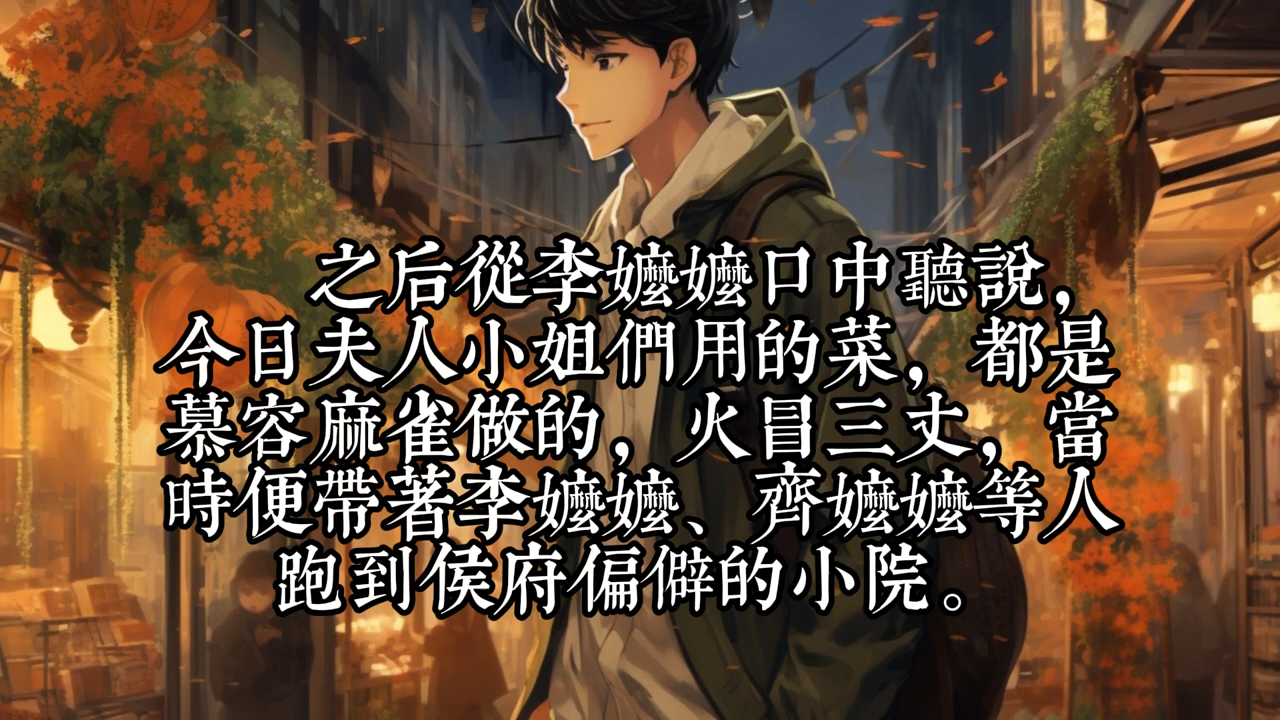 之后從李嬤嬤口中聽說，
今日夫人小姐們用的菜，都是
慕容麻雀做的，火冒三丈，當
時便帶著李嬤嬤、齊嬤嬤等人
跑到侯府偏僻的小院。